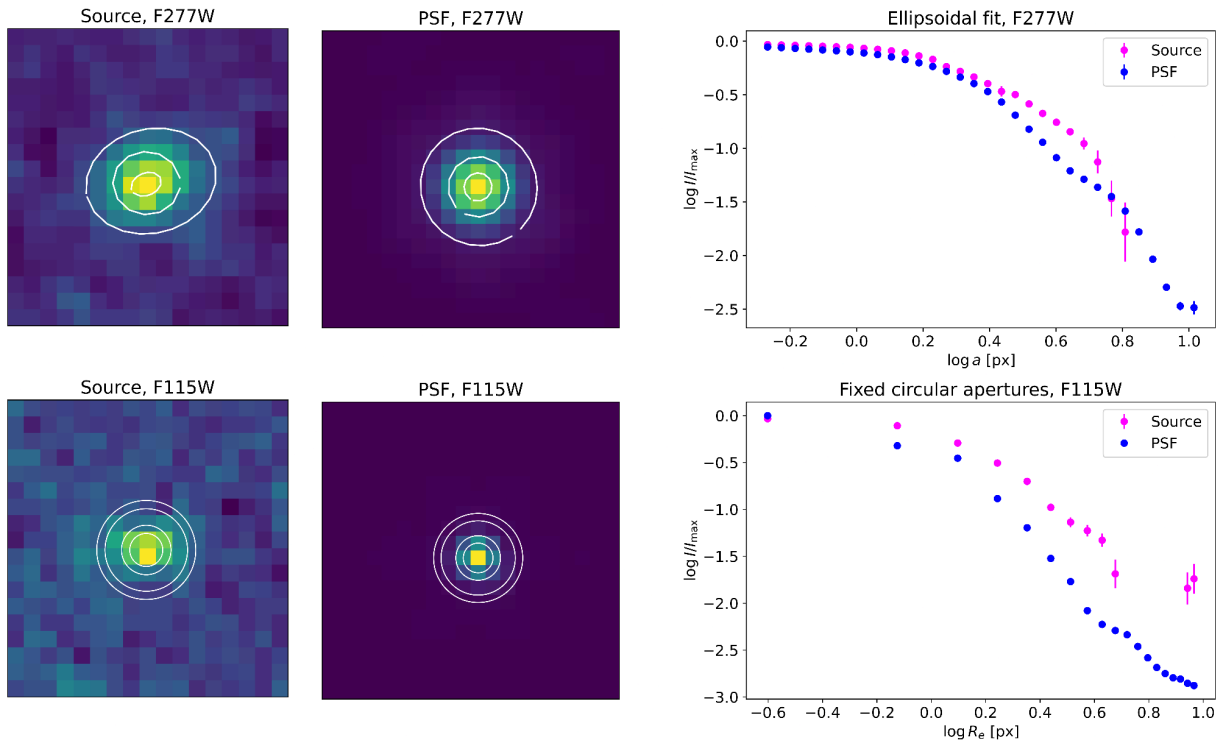 Source, F277W
PSF, F277W
Ellipsoidal fit, F277W
Source
PSF
0.0
−0.5
−1.0
−1.5
−2.0
−2.5
log I/Imax
−0.2
0.0
0.2
0.4
0.6
0.8
1.0
log a [px]
Source, F115W
PSF, F115W
Fixed circular apertures, F115W
Source
PSF
0.0
−0.5
−1.0
−1.5
−2.0
−2.5
−3.0
log I/Imax
−0.6
−0.4
−0.2
0.0
0.2
0.4
0.6
0.8
1.0
log Re [px]